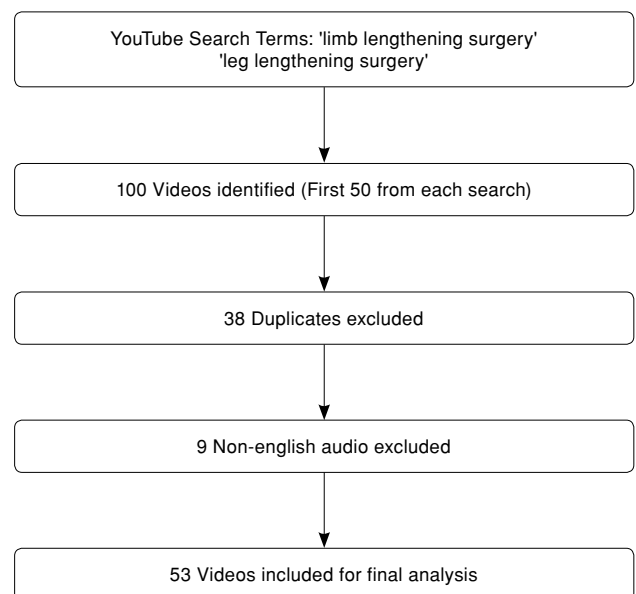 YouTube Search Terms: 'limb lengthening surgery'
'leg lengthening surgery'
100 Videos identified (First 50 from each search)
38 Duplicates excluded
9 Non-english audio excluded
53 Videos included for final analysis